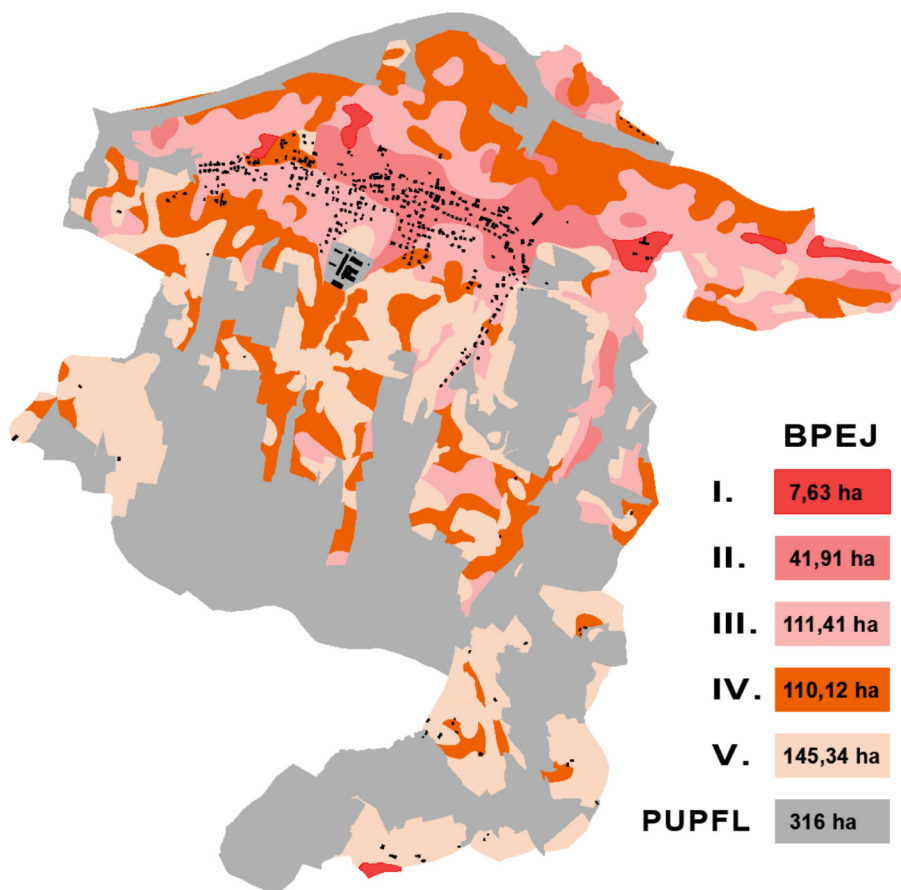 BPEJ
I. 7,63 ha
II. 41,91 ha
III. 111,41 ha
IV. 110,12 ha
V. 145,34 ha
PUPFL 316 ha